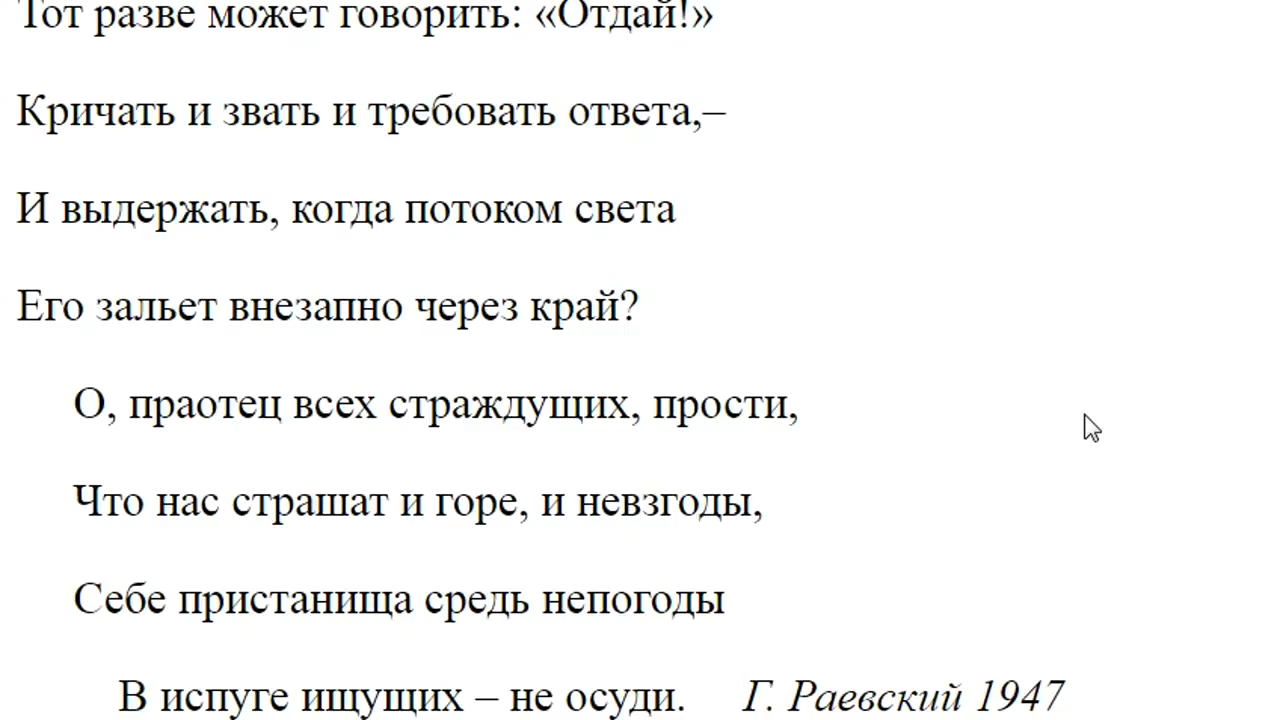 Тот разве может говорить: «Отдай!»
Кричать и звать и требовать ответа,–
И выдержать, когда потоком света
Его зальет внезапно через край?
О, праотец всех страждущих, прости,
Что нас страшат и горе, и невзгоды,
Себе пристанища средь непогоды
В испуге ищущих – не осуди. Г. Раевский 1947